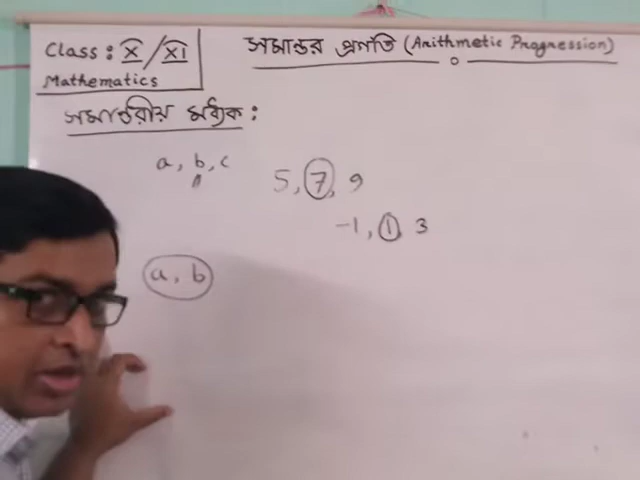 Class : X / XI
Mathematics
সমান্তর প্রগতি (Arithmetic Progression)
সমান্তরীয় মধ্যক :
a, b, c
5, 7, 9
-1, 1, 3
a, b